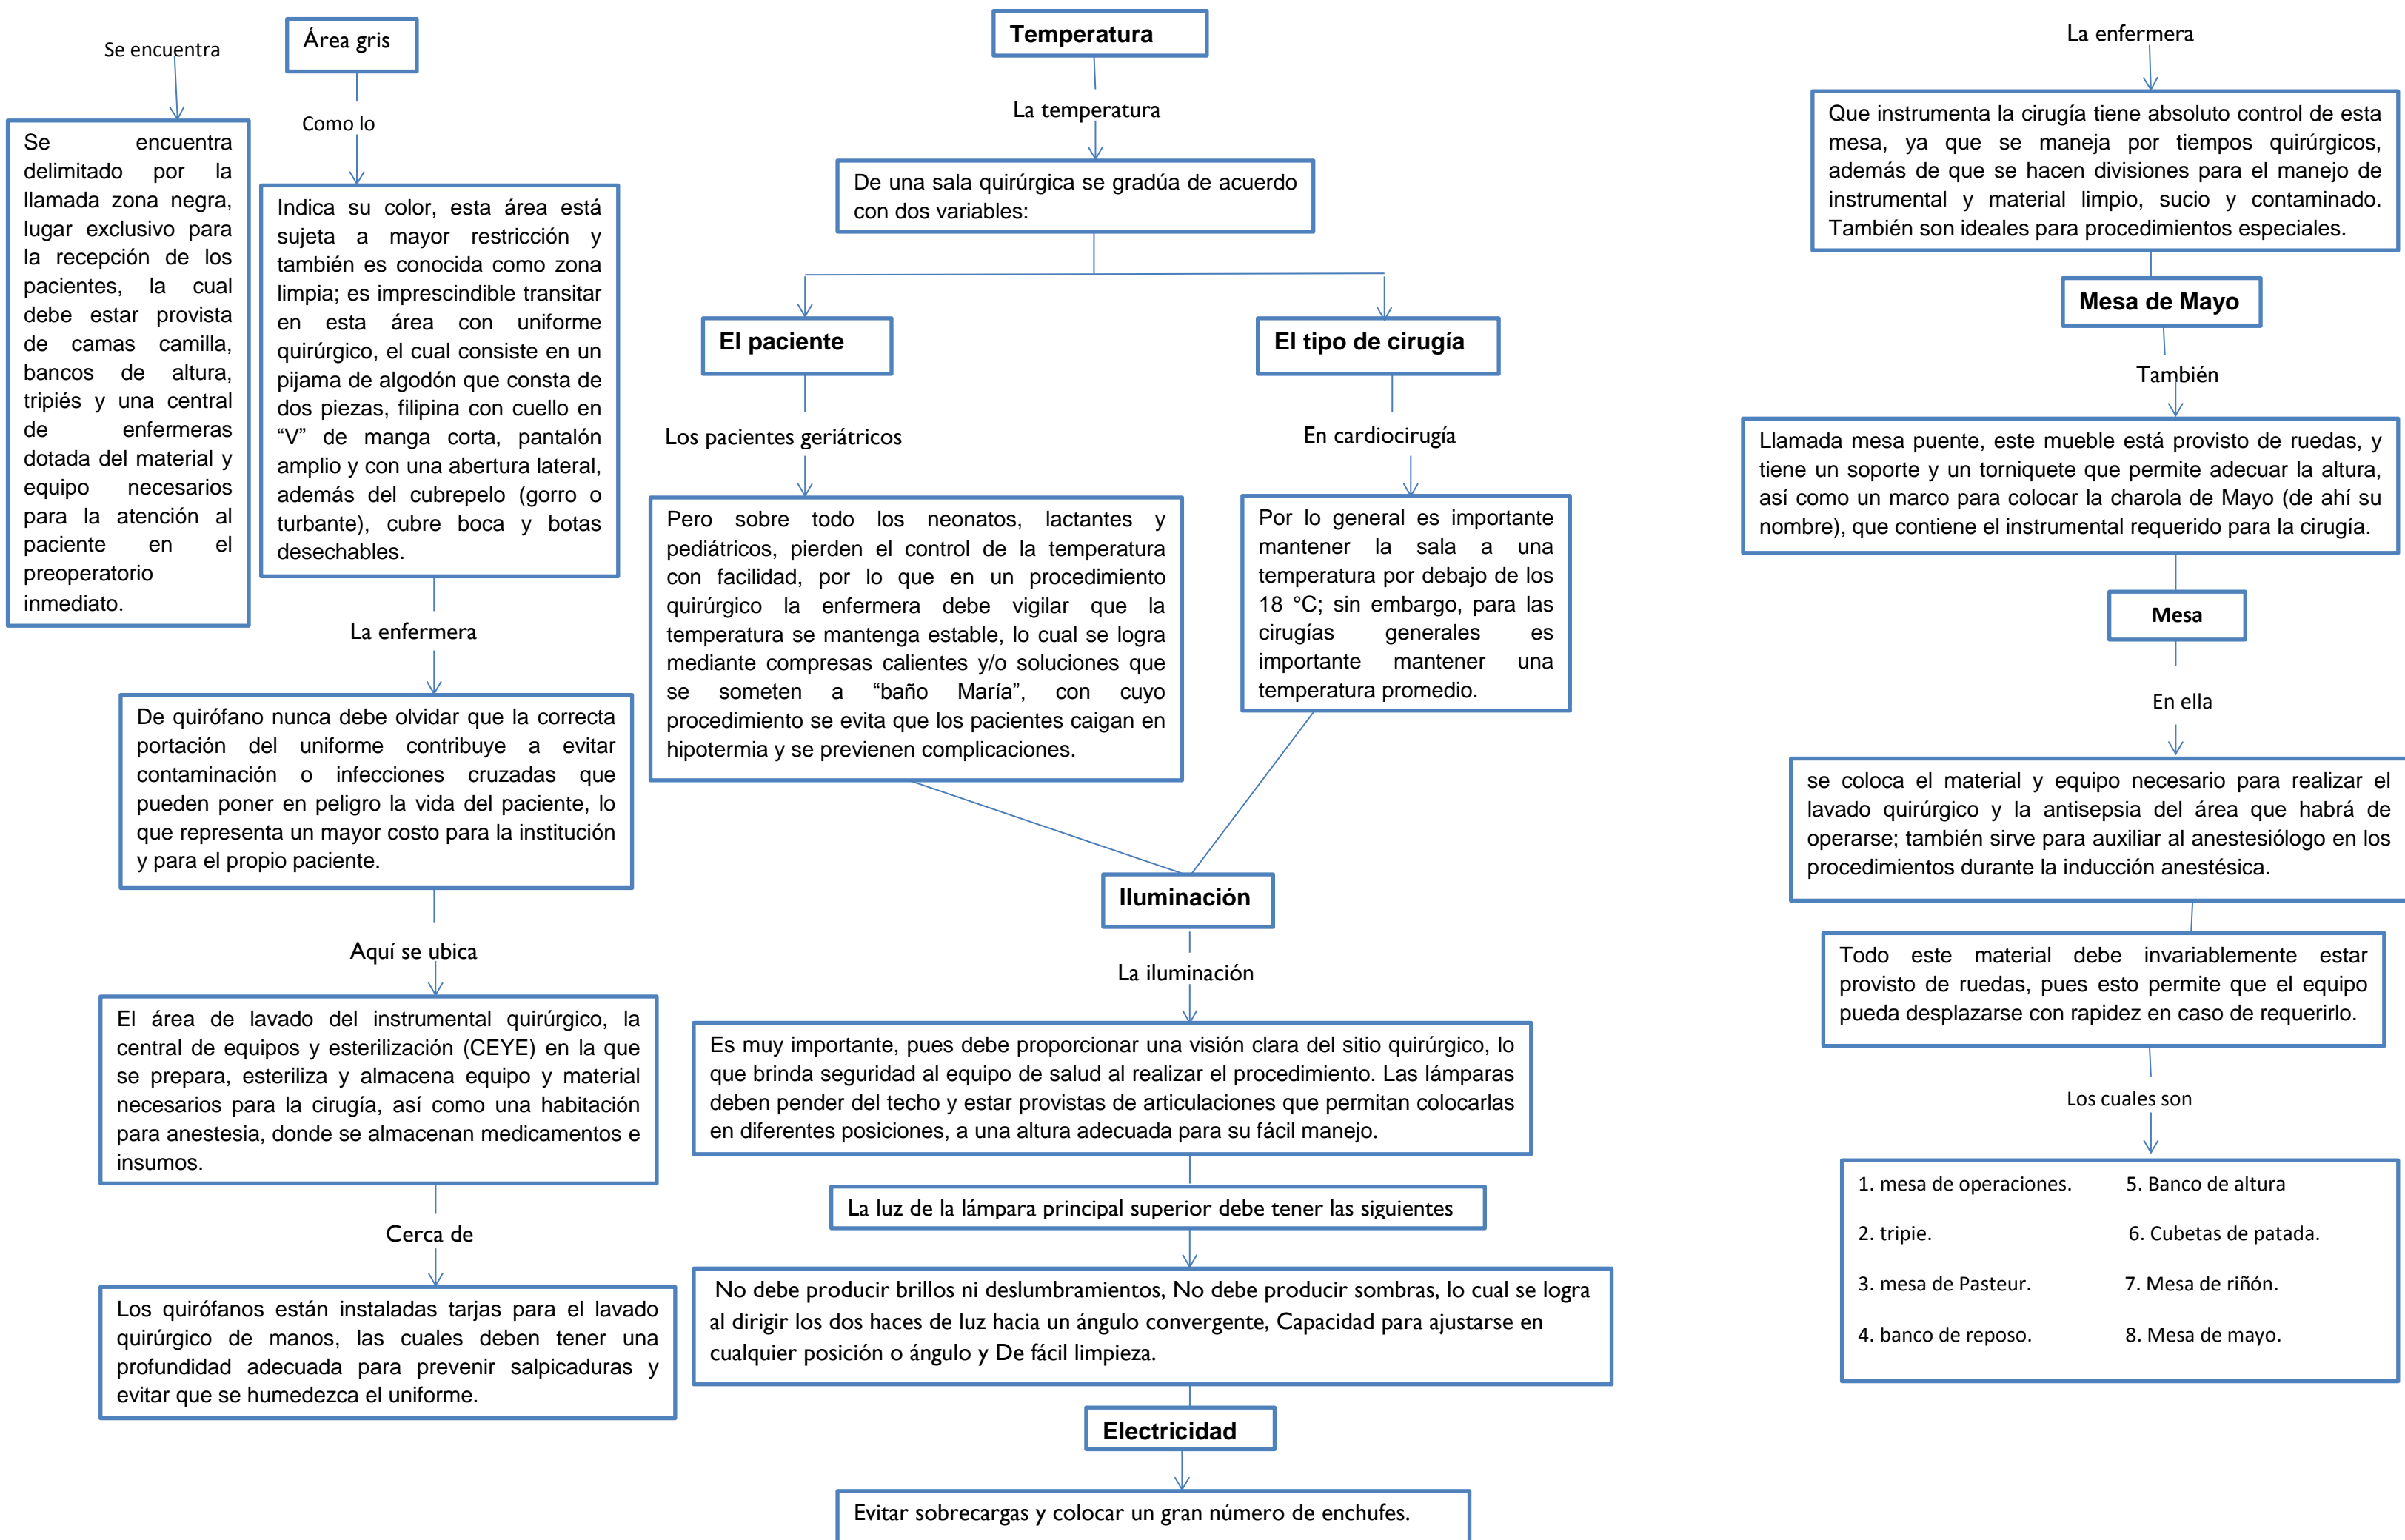 Se encuentra
Se encuentra
delimitado por la
llamada zona negra,
lugar exclusivo para
la recepción de los
pacientes, la cual
debe estar provista
de camas camilla,
bancos de altura,
tripiés y una central
de enfermeras
dotada del material y
equipo necesarios
para la atención al
paciente en el
preoperatorio
inmediato.
Área gris
Como lo
Indica su color, esta área está
sujeta a mayor restricción y
también es conocida como zona
limpia; es imprescindible transitar
en esta área con uniforme
quirúrgico, el cual consiste en un
pijama de algodón que consta de
dos piezas, filipina con cuello en
“V” de manga corta, pantalón
amplio y con una abertura lateral,
además del cubrepelo (gorro o
turbante), cubre boca y botas
desechables.
La enfermera
De quirófano nunca debe olvidar que la correcta
portación del uniforme contribuye a evitar
contaminación o infecciones cruzadas que
pueden poner en peligro la vida del paciente, lo
que representa un mayor costo para la institución
y para el propio paciente.
Aquí se ubica
El área de lavado del instrumental quirúrgico, la
central de equipos y esterilización (CEYE) en la que
se prepara, esteriliza y almacena equipo y material
necesarios para la cirugía, así como una habitación
para anestesia, donde se almacenan medicamentos e
insumos.
Cerca de
Los quirófanos están instaladas tarjas para el lavado
quirúrgico de manos, las cuales deben tener una
profundidad adecuada para prevenir salpicaduras y
evitar que se humedezca el uniforme.
Temperatura
La temperatura
De una sala quirúrgica se gradúa de acuerdo
con dos variables:
El paciente
Los pacientes geriátricos
Pero sobre todo los neonatos, lactantes y
pediátricos, pierden el control de la temperatura
con facilidad, por lo que en un procedimiento
quirúrgico la enfermera debe vigilar que la
temperatura se mantenga estable, lo cual se logra
mediante compresas calientes y/o soluciones que
se someten a “baño María”, con cuyo
procedimiento se evita que los pacientes caigan en
hipotermia y se previenen complicaciones.
El tipo de cirugía
En cardiocirugía
Por lo general es importante
mantener la sala a una
temperatura por debajo de los
18 °C; sin embargo, para las
cirugías generales es
importante mantener una
temperatura promedio.
Iluminación
La iluminación
Es muy importante, pues debe proporcionar una visión clara del sitio quirúrgico, lo
que brinda seguridad al equipo de salud al realizar el procedimiento. Las lámparas
deben pender del techo y estar provistas de articulaciones que permitan colocarlas
en diferentes posiciones, a una altura adecuada para su fácil manejo.
La luz de la lámpara principal superior debe tener las siguientes
No debe producir brillos ni deslumbramientos, No debe producir sombras, lo cual se logra
al dirigir los dos haces de luz hacia un ángulo convergente, Capacidad para ajustarse en
cualquier posición o ángulo y De fácil limpieza.
Electricidad
Evitar sobrecargas y colocar un gran número de enchufes.
La enfermera
Que instrumenta la cirugía tiene absoluto control de esta
mesa, ya que se maneja por tiempos quirúrgicos,
además de que se hacen divisiones para el manejo de
instrumental y material limpio, sucio y contaminado.
También son ideales para procedimientos especiales.
Mesa de Mayo
También
Llamada mesa puente, este mueble está provisto de ruedas, y
tiene un soporte y un torniquete que permite adecuar la altura,
así como un marco para colocar la charola de Mayo (de ahí su
nombre), que contiene el instrumental requerido para la cirugía.
Mesa
En ella
se coloca el material y equipo necesario para realizar el
lavado quirúrgico y la antisepsia del área que habrá de
operarse; también sirve para auxiliar al anestesiólogo en los
procedimientos durante la inducción anestésica.
Todo este material debe invariablemente estar
provisto de ruedas, pues esto permite que el equipo
pueda desplazarse con rapidez en caso de requerirlo.
Los cuales son
1. mesa de operaciones. 5. Banco de altura
2. tripie. 6. Cubetas de patada.
3. mesa de Pasteur. 7. Mesa de riñón.
4. banco de reposo. 8. Mesa de mayo.